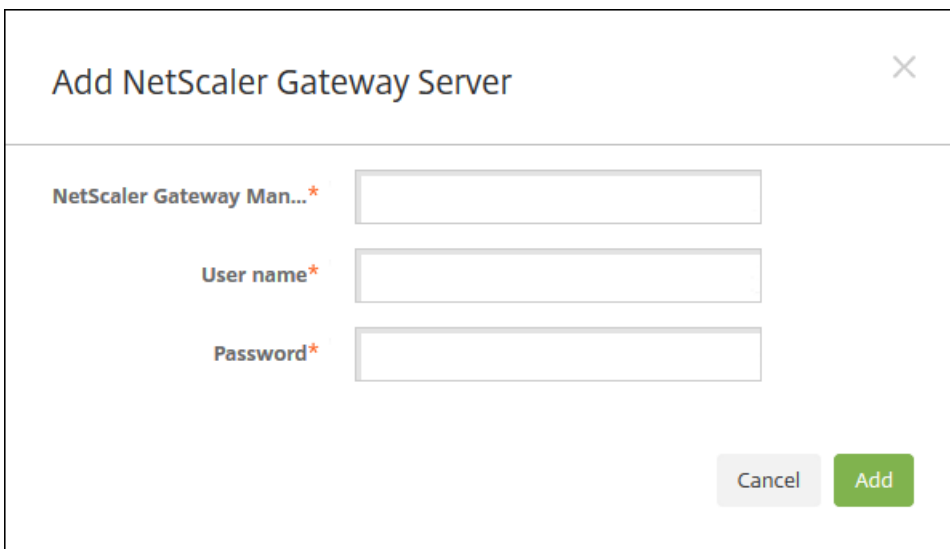 Add NetScaler Gateway Server
NetScaler Gateway Man...*
User name*
Password*
Cancel Add